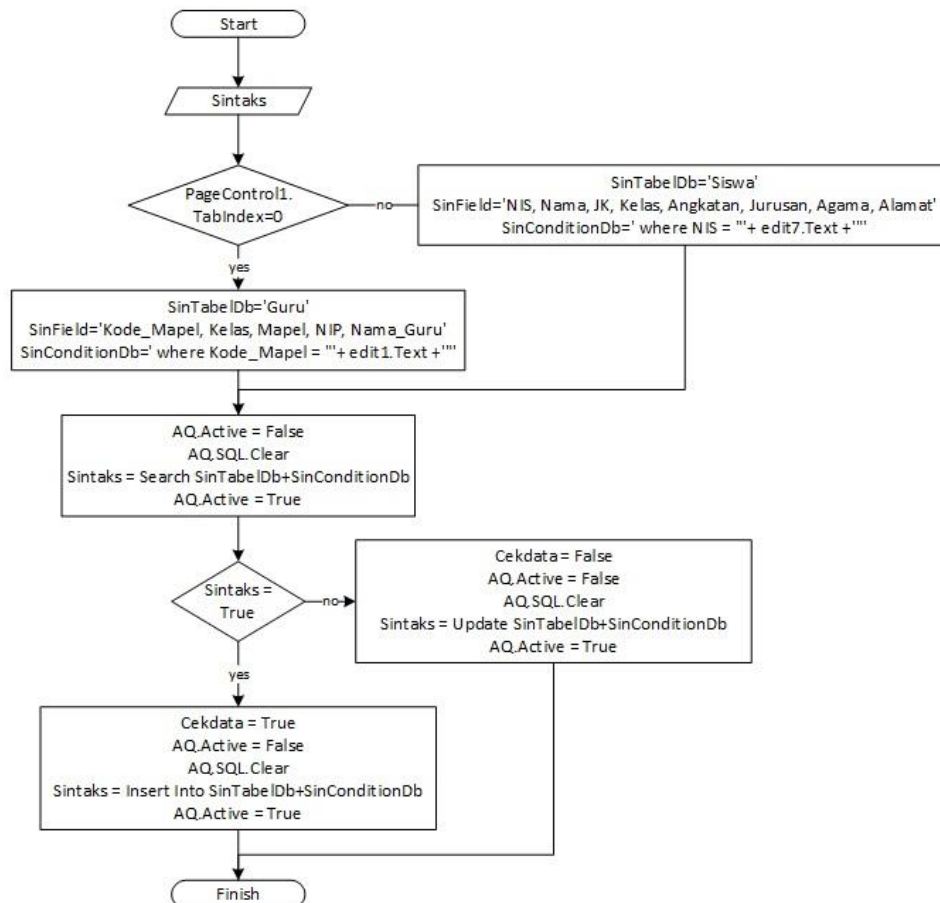 Start
Sintaks
PageControl1.
TabIndex=0
no
SinTabelDb='Siswa'
SinField='NIS, Nama, JK, Kelas, Angkatan, Jurusan, Agama, Alamat'
SinConditionDb=' where NIS = "'+ edit7.Text +'"'
yes
SinTabelDb='Guru'
SinField='Kode_Mapel, Kelas, Mapel, NIP, Nama_Guru'
SinConditionDb=' where Kode_Mapel = "'+ edit1.Text +'"'
AQ.Active = False
AQ.SQL.Clear
Sintaks = Search SinTabelDb+SinConditionDb
AQ.Active = True
Sintaks =
True
no
Cekdata = False
AQ.Active = False
AQ.SQL.Clear
Sintaks = Update SinTabelDb+SinConditionDb
AQ.Active = True
yes
Cekdata = True
AQ.Active = False
AQ.SQL.Clear
Sintaks = Insert Into SinTabelDb+SinConditionDb
AQ.Active = True
Finish